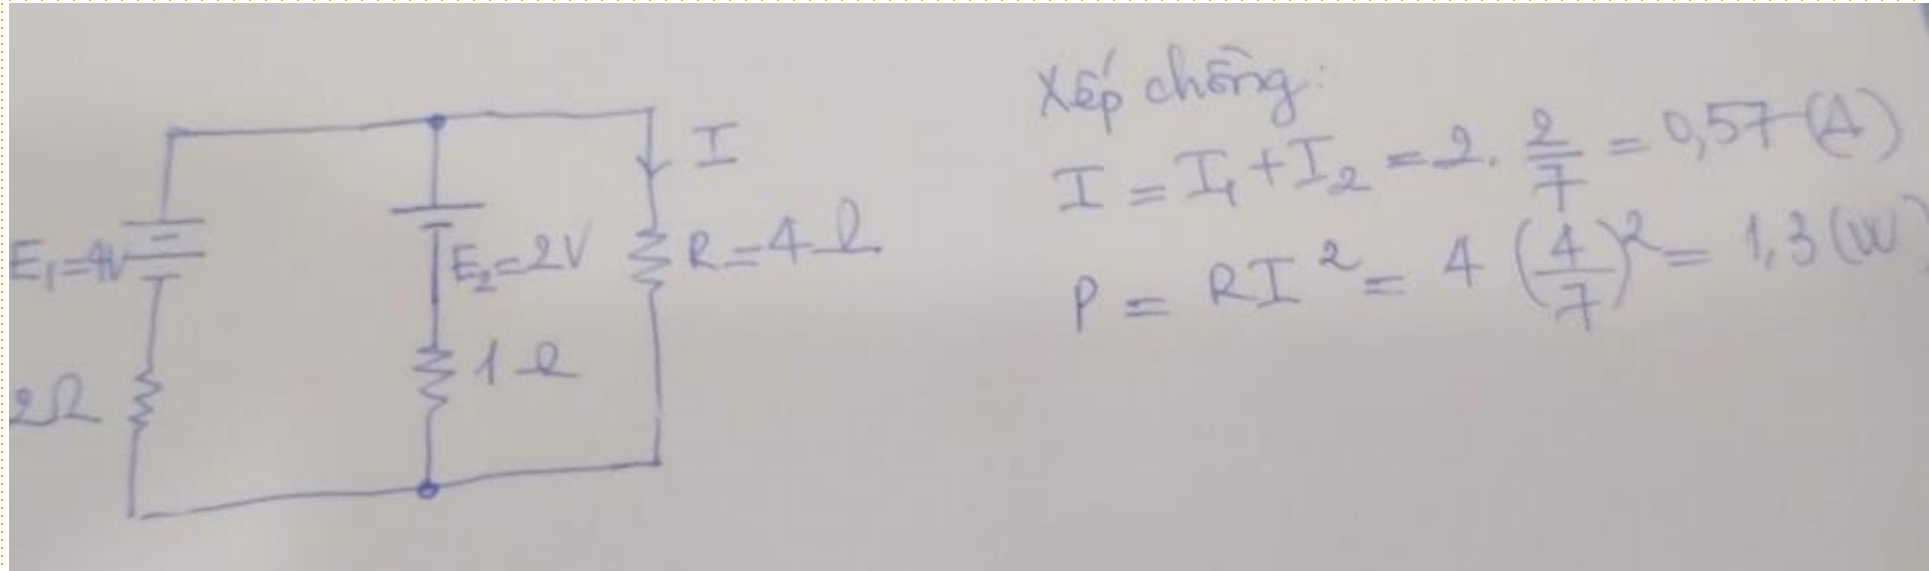 Xếp chồng:
I = I₁ + I₂ = 2. 2/7 = 0,57 (A)
P = RI² = 4 (4/7)² = 1,3 (W)
I
E₁=4V
E₂=2V
R=4Ω
1Ω
2Ω